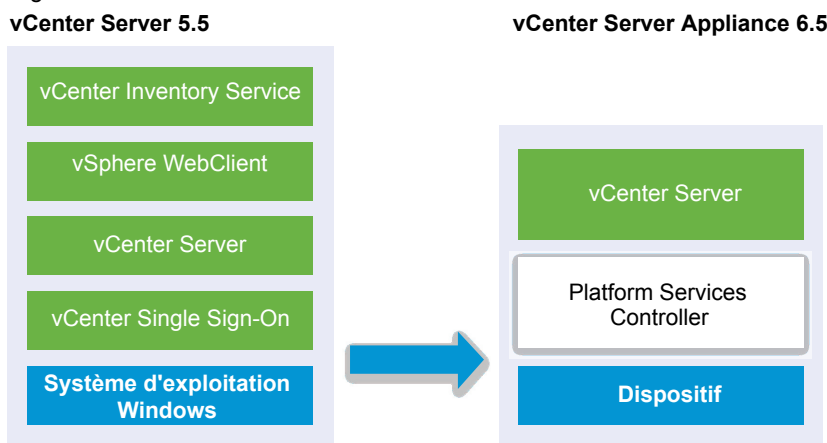 vCenter Server 5.5
vCenter Inventory Service
vSphere WebClient
vCenter Server
vCenter Single Sign-On
Système d'exploitation
Windows
vCenter Server Appliance 6.5
vCenter Server
Platform Services
Controller
Dispositif